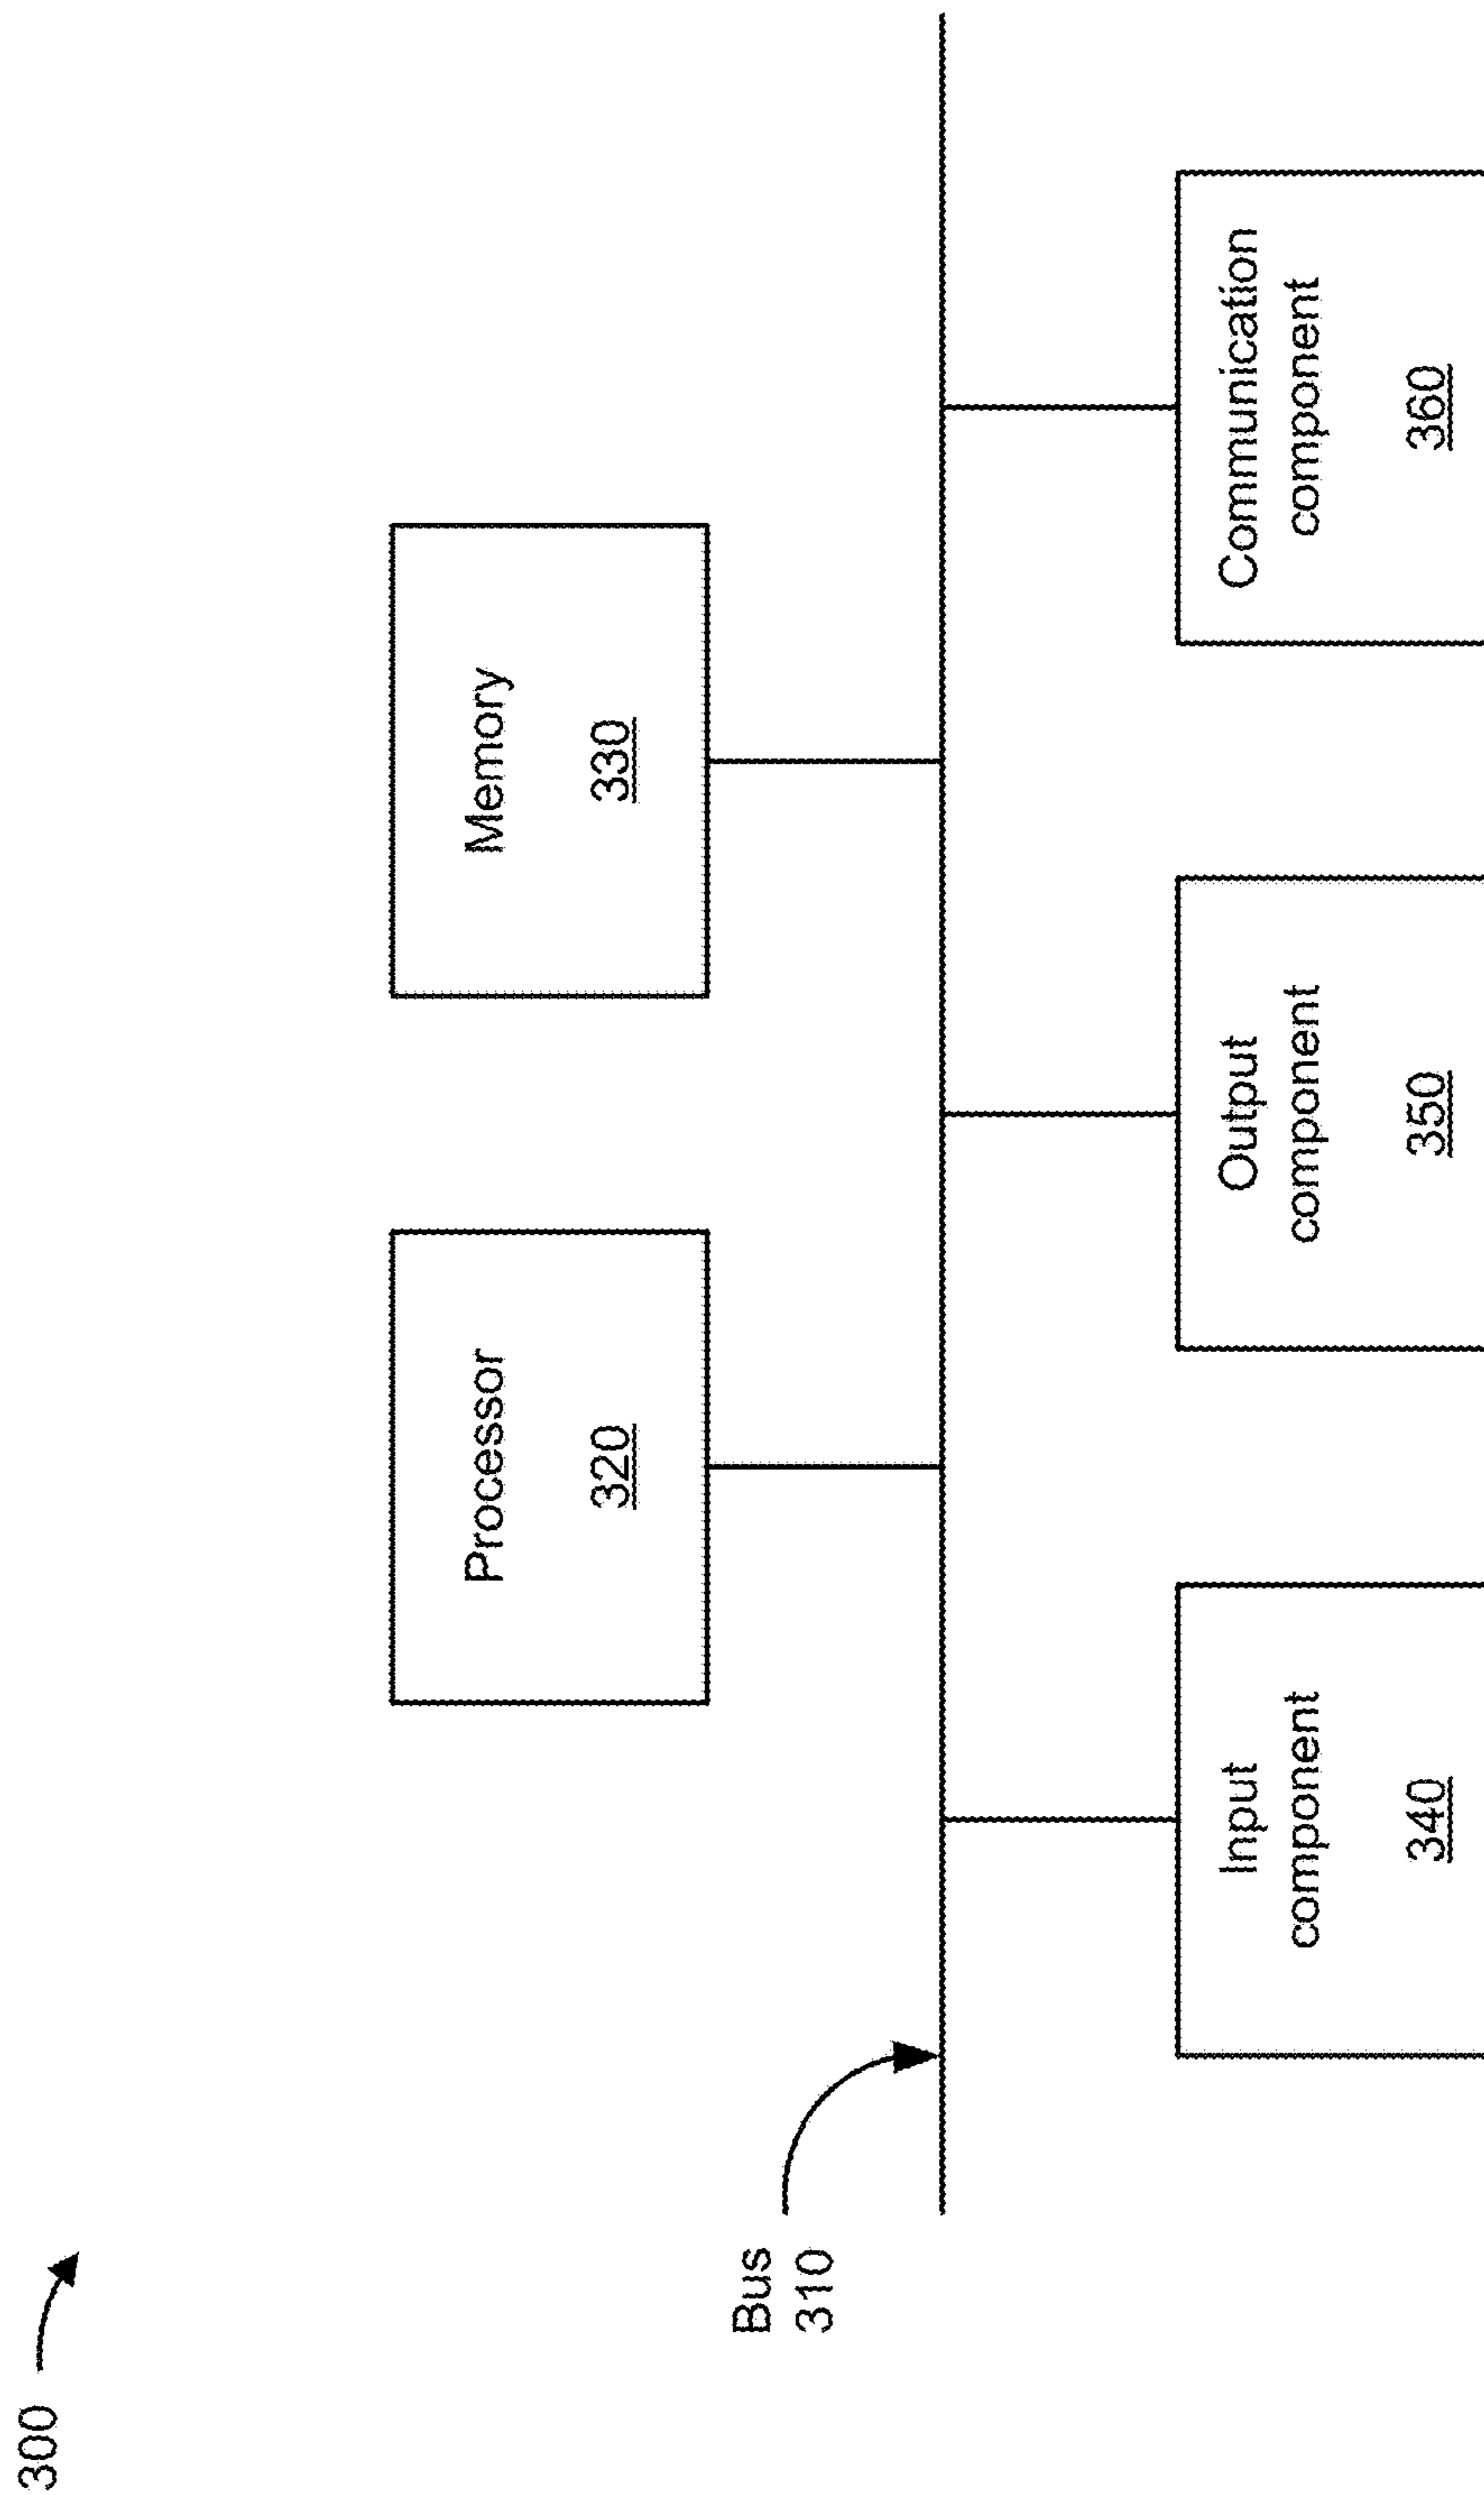 300
Processor
320
Memory
330
Bus
310
Input
component
340
Output
component
350
Communication
component
360